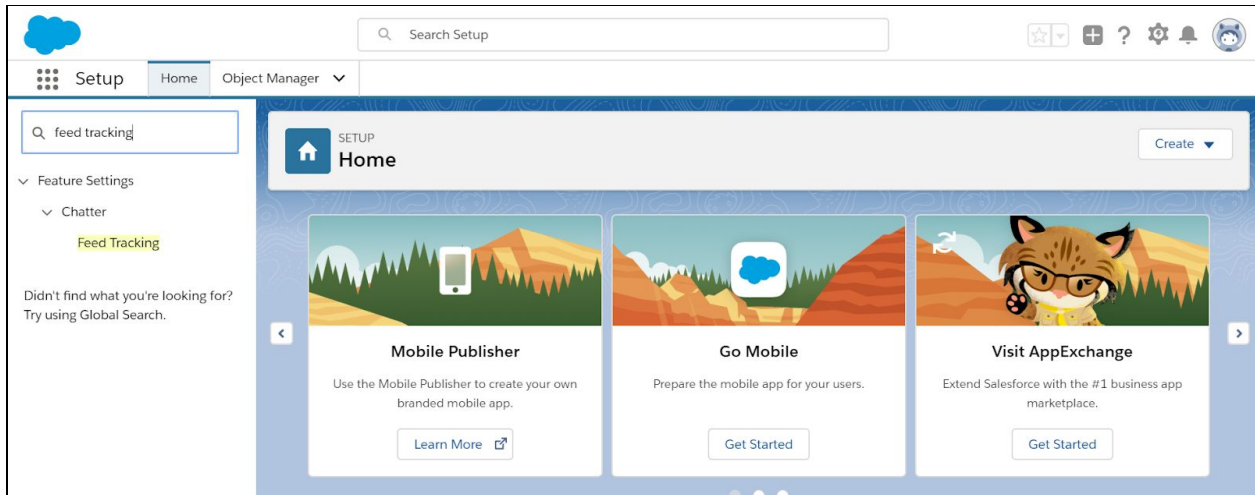 Search Setup
?
Setup
Home
Object Manager
feed tracking
Feature Settings
Chatter
Feed Tracking
Didn't find what you're looking for?
Try using Global Search.
SETUP
Home
Create
Mobile Publisher
Use the Mobile Publisher to create your own
branded mobile app.
Learn More
Go Mobile
Prepare the mobile app for your users.
Get Started
Visit AppExchange
Extend Salesforce with the #1 business app
marketplace.
Get Started